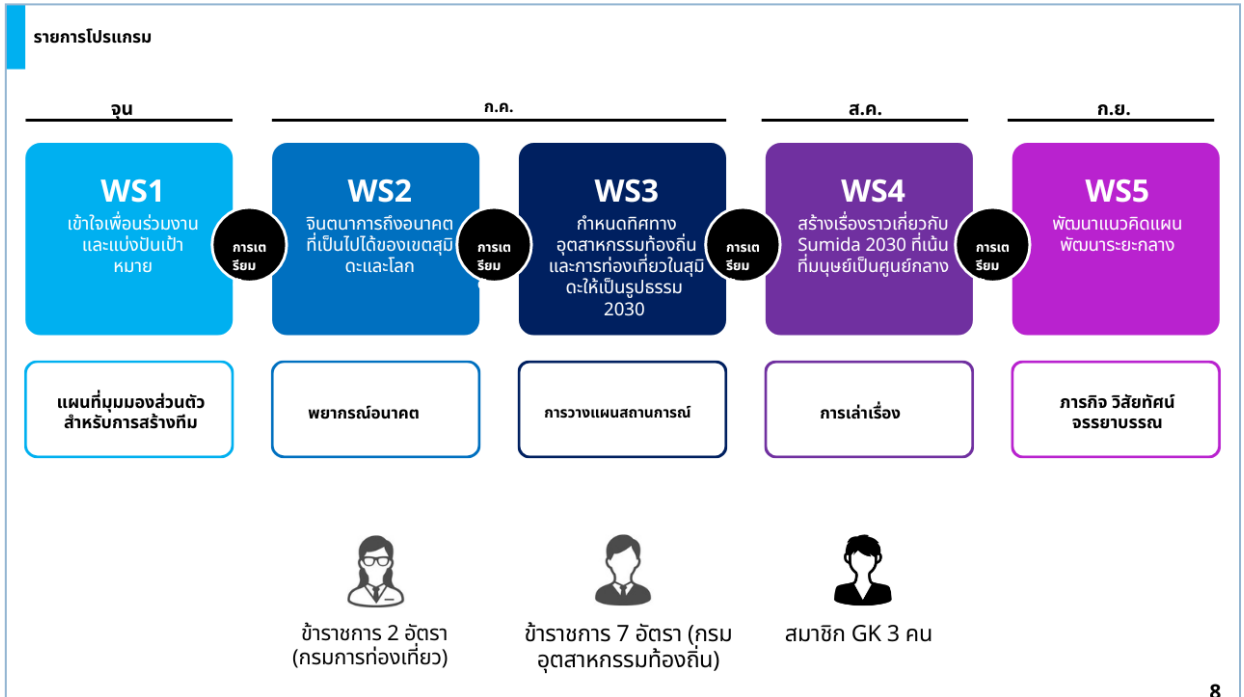 รายการโปรแกรม
จุน
ก.ค.
ส.ค.
ก.ย.
WS1
เข้าใจเพื่อนร่วมงาน
และแบ่งปันเป้า
หมาย
การเต
รียม
WS2
จินตนาการถึงอนาคต
ที่เป็นไปได้ของเขตสุมิ
ดะและโลก
การเต
รียม
WS3
กำหนดทิศทาง
อุตสาหกรรมท้องถิ่น
และการท่องเที่ยวในสุมิ
ดะให้เป็นรูปธรรม
2030
การเต
รียม
WS4
สร้างเรื่องราวเกี่ยวกับ
Sumida 2030 ที่เน้น
ที่มนุษย์เป็นศูนย์กลาง
การเต
รียม
WS5
พัฒนาแนวคิดแผน
พัฒนาระยะกลาง
แผนที่มุมมองส่วนตัว
สำหรับการสร้างทีม
พยากรณ์อนาคต
การวางแผนสถานการณ์
การเล่าเรื่อง
ภารกิจ วิสัยทัศน์
จรรยาบรรณ
ข้าราชการ 2 อัตรา
(กรมการท่องเที่ยว)
ข้าราชการ 7 อัตรา (กรม
อุตสาหกรรมท้องถิ่น)
สมาชิก GK 3 คน
8